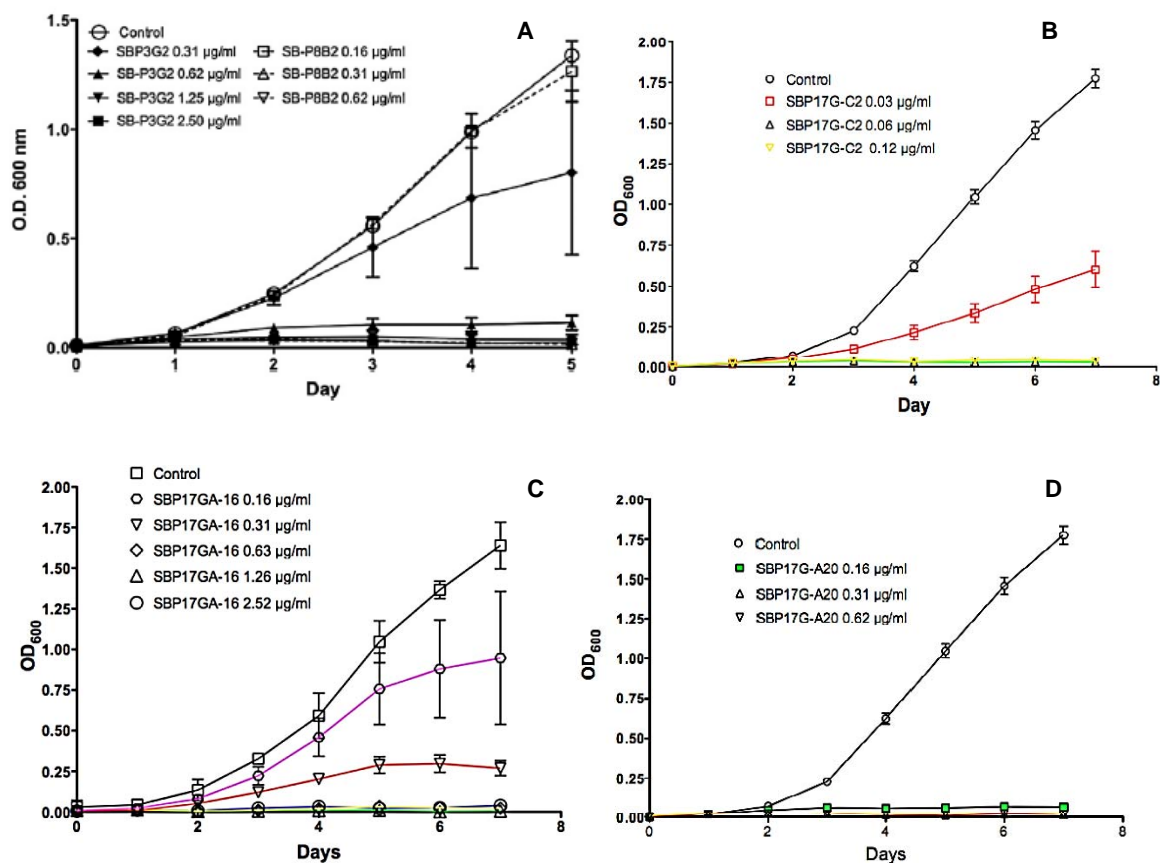 A
1.5
1.0
0.5
0.0
O.D. 600 nm
Control
SBP3G2 0.31 µg/ml
SB-P8B2 0.16 µg/ml
SB-P3G2 0.62 µg/ml
SB-P8B2 0.31 µg/ml
SB-P3G2 1.25 µg/ml
SB-P8B2 0.62 µg/ml
SB-P3G2 2.50 µg/ml
0 1 2 3 4 5
Day
B
2.00
1.75
1.50
1.25
1.00
0.75
0.50
0.25
0.00
OD600
Control
SBP17G-C2 0.03 µg/ml
SBP17G-C2 0.06 µg/ml
SBP17G-C2 0.12 µg/ml
0 2 4 6 8
Day
C
2.00
1.75
1.50
1.25
1.00
0.75
0.50
0.25
0.00
OD600
Control
SBP17GA-16 0.16 µg/ml
SBP17GA-16 0.31 µg/ml
SBP17GA-16 0.63 µg/ml
SBP17GA-16 1.26 µg/ml
SBP17GA-16 2.52 µg/ml
0 2 4 6 8
Days
D
2.00
1.75
1.50
1.25
1.00
0.75
0.50
0.25
0.00
OD600
Control
SBP17G-A20 0.16 µg/ml
SBP17G-A20 0.31 µg/ml
SBP17G-A20 0.62 µg/ml
0 2 4 6 8
Days